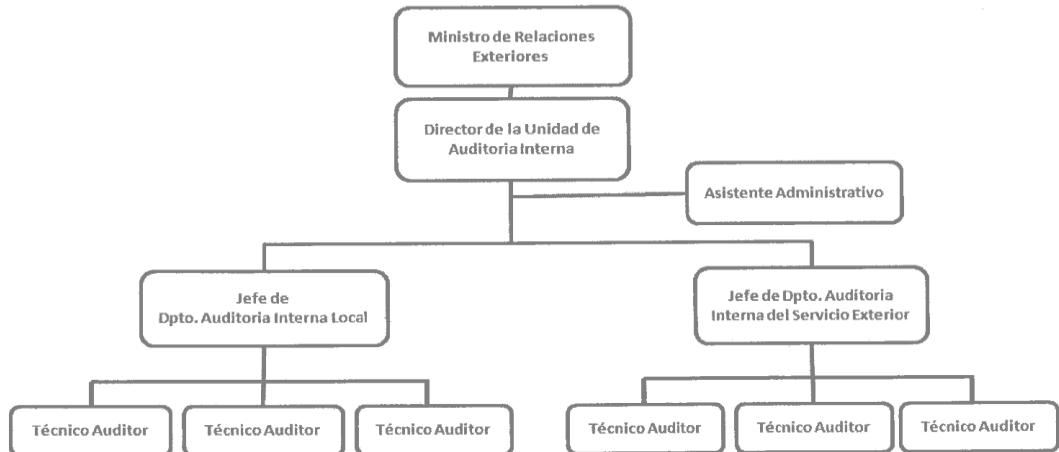 Ministro de Relaciones
Exteriores
Director de la Unidad de
Auditoria Interna
Asistente Administrativo
Jefe de
Dpto. Auditoria Interna Local
Jefe de Dpto. Auditoria
Interna del Servicio Exterior
Técnico Auditor
Técnico Auditor
Técnico Auditor
Técnico Auditor
Técnico Auditor
Técnico Auditor